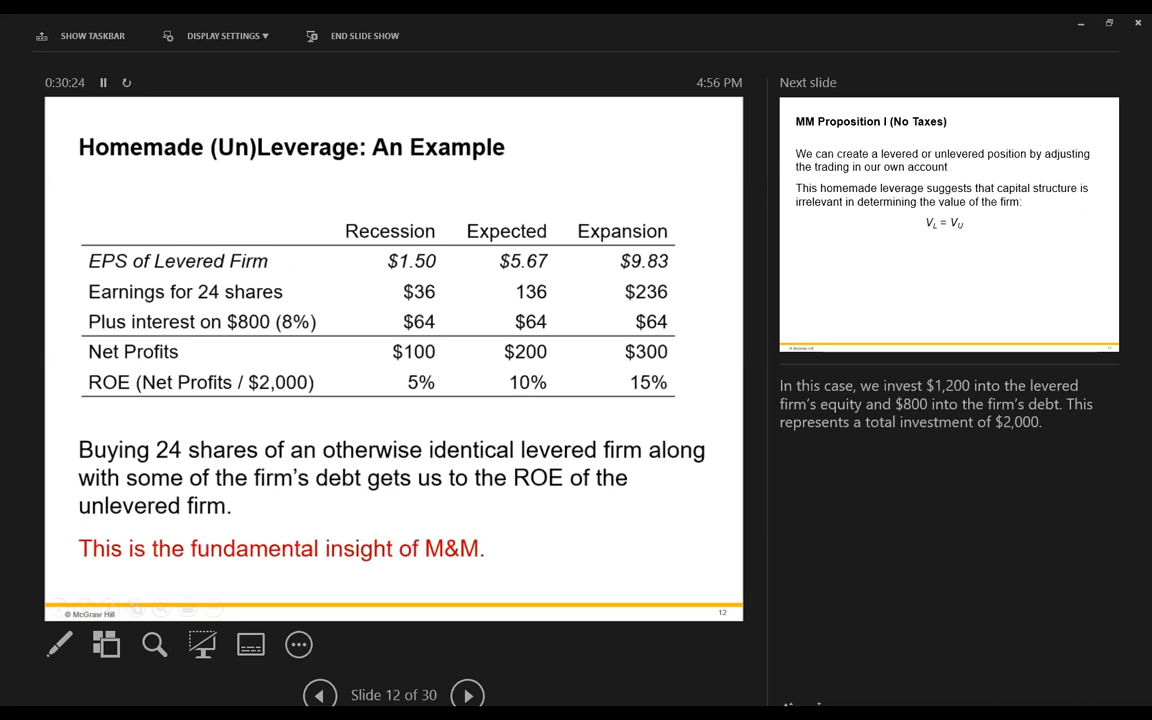 SHOW TASKBAR DISPLAY SETTINGS ▼ END SLIDE SHOW
0:30:24 4:56 PM
Homemade (Un)Leverage: An Example
Recession Expected Expansion
EPS of Levered Firm $1.50 $5.67 $9.83
Earnings for 24 shares $36 136 $236
Plus interest on $800 (8%) $64 $64 $64
Net Profits $100 $200 $300
ROE (Net Profits / $2,000) 5% 10% 15%
Buying 24 shares of an otherwise identical levered firm along
with some of the firm's debt gets us to the ROE of the
unlevered firm.
This is the fundamental insight of M&M.
© McGraw Hill 12
Slide 12 of 30
Next slide
MM Proposition I (No Taxes)
We can create a levered or unlevered position by adjusting
the trading in our own account
This homemade leverage suggests that capital structure is
irrelevant in determining the value of the firm:
V_L = V_U
© McGraw Hill
In this case, we invest $1,200 into the levered
firm's equity and $800 into the firm's debt. This
represents a total investment of $2,000.